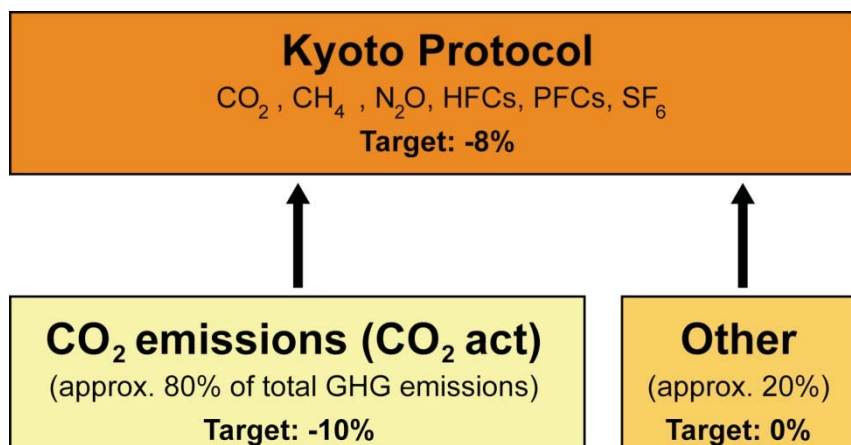 Kyoto Protocol
CO₂ , CH₄ , N₂O, HFCs, PFCs, SF₆
Target: -8%
CO₂ emissions (CO₂ act)
(approx. 80% of total GHG emissions)
Target: -10%
Other
(approx. 20%)
Target: 0%